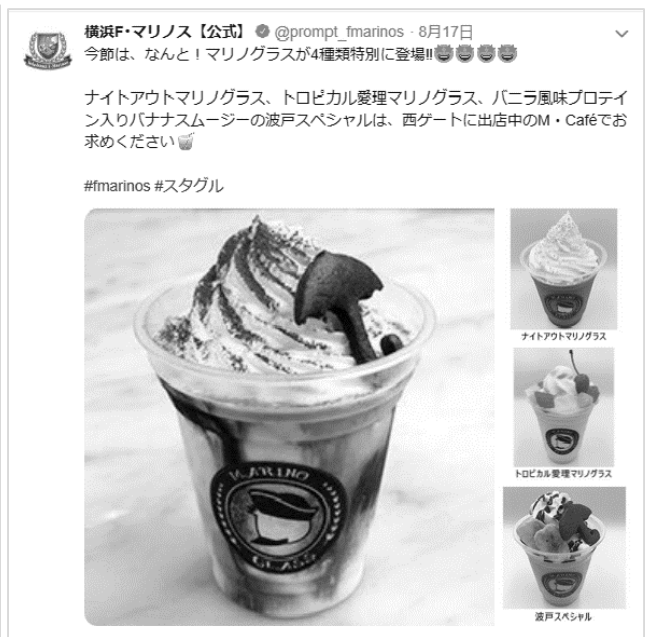 横浜F・マリノス【公式】 @prompt_fmarinos · 8月17日
今節は、なんと！マリノグラスが4種類特別に登場!!
ナイトアウトマリノグラス、トロピカル愛理マリノグラス、バニラ風味プロテイ
ン入りバナナスムージーの波戸スペシャルは、西ゲートに出店中のM・Caféでお
求めください
#fmarinos #スタグル
MARINO
GLASS
ナイトアウトマリノグラス
トロピカル愛理マリノグラス
波戸スペシャル